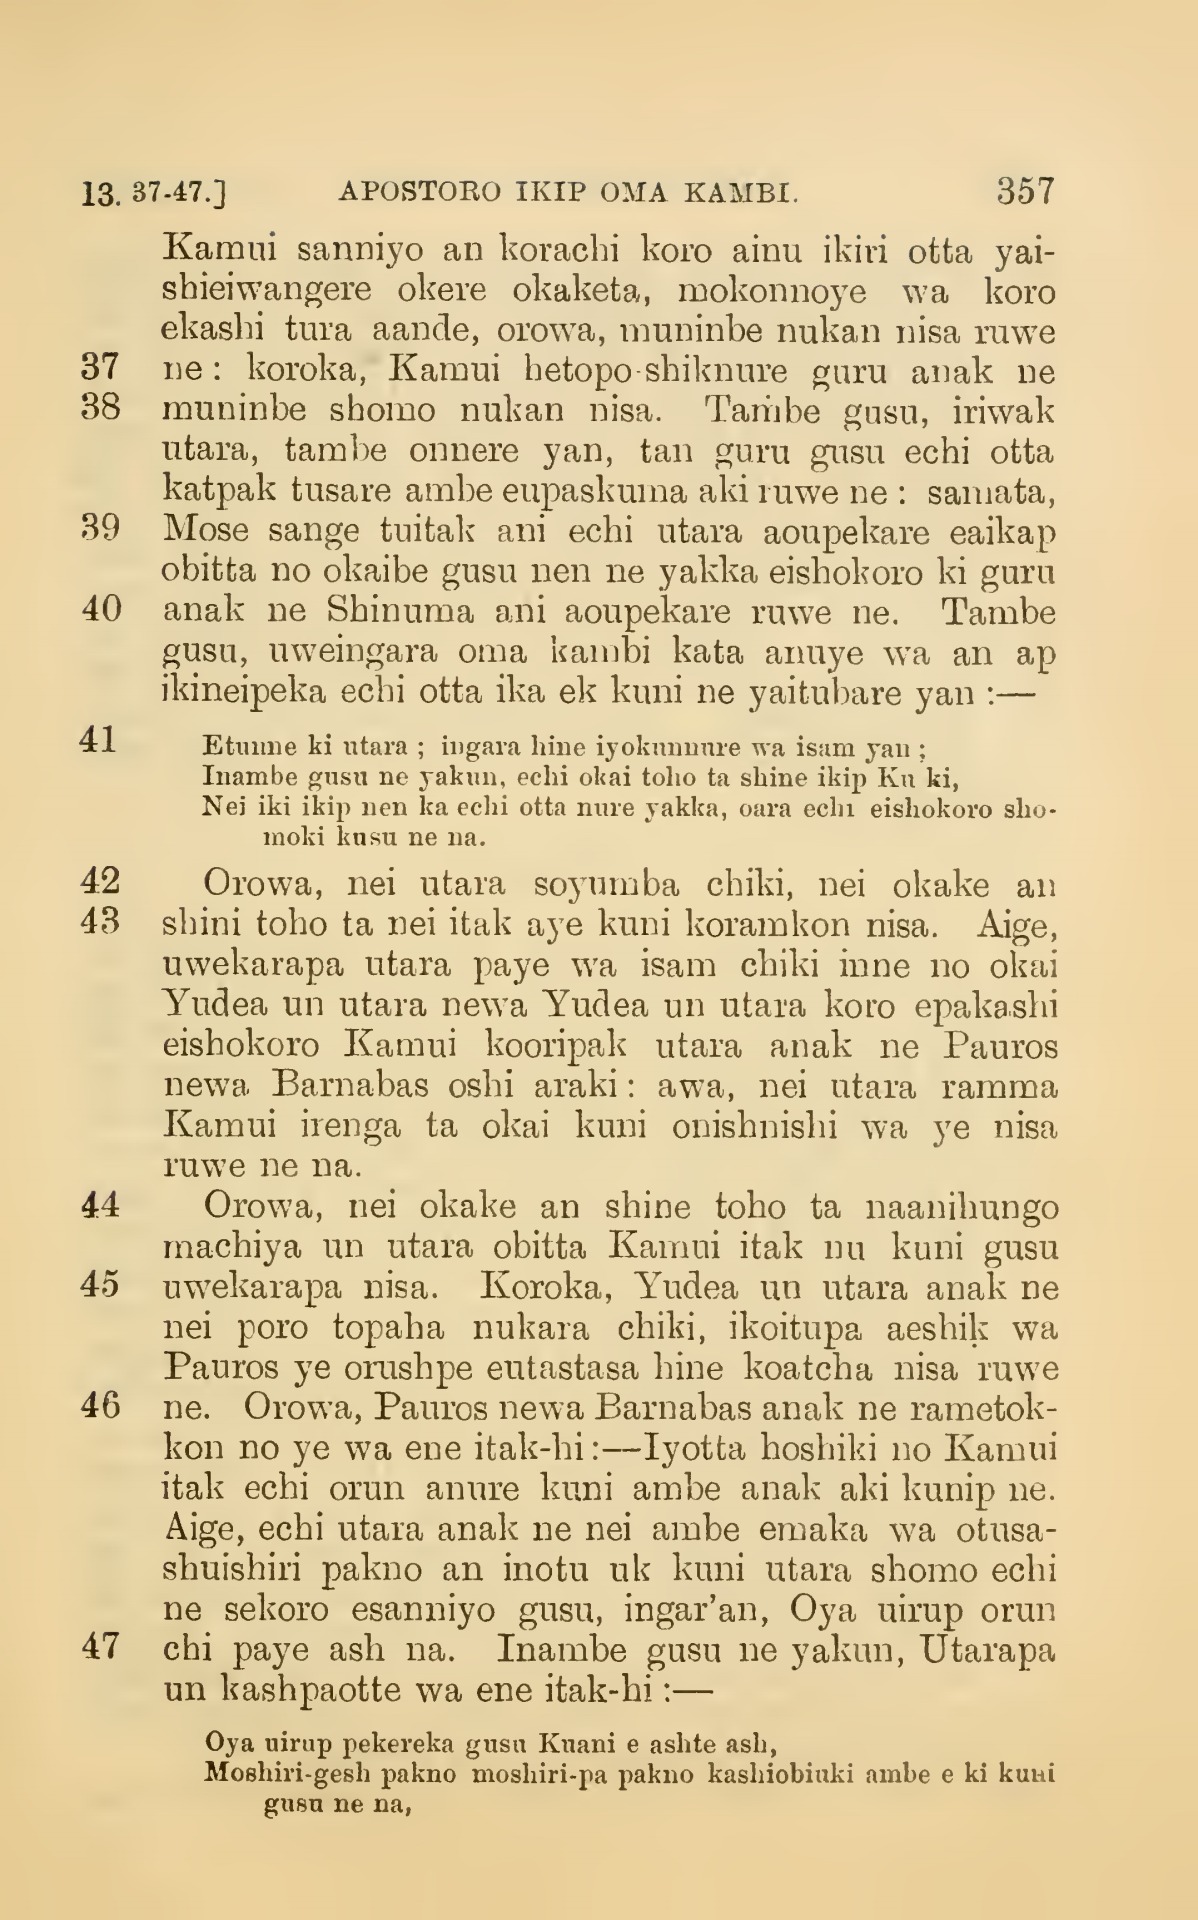 13. 37-47.] APOSTORO IKIP OMA KAMBI. 357
Kamui sanniyo an korachi koro ainu ikiri otta yai-
shieiwangere okere okaketa, mokonnoye wa koro
ekashi tura aande, orowa, muninbe nukan nisa ruwe
37 ne: koroka, Kamui hetopo-shiknure guru anak ne
38 muninbe shomo nukan nisa. Tambe gusu, iriwak
utara, tambe onnere yan, tan guru gusu echi otta
katpak tusare ambe eupaskuma aki ruwe ne: samata,
39 Mose sange tuitak ani echi utara aoupekare eaikap
obitta no okaibe gusu nen ne yakka eishokoro ki guru
40 anak ne Shinuma ani aoupekare ruwe ne. Tambe
gusu, uweingara oma kambi kata anuye wa an ap
ikineipeka echi otta ika ek kuni ne yaitubare yan:—
41 Etunne ki utara; ingara hine iyokunnure wa isam yan;
Inambe gusu ne yakun, echi okai toho ta shine ikip Ku ki,
Nei iki ikip nen ka echi otta nure yakka, oara echi eishokoro sho-
moki kusu ne na.
42 Orowa, nei utara soyumba chiki, nei okake an
43 shini toho ta nei itak aye kuni koramkon nisa. Aige,
uwekarapa utara paye wa isam chiki inne no okai
Yudea un utara newa Yudea un utara koro epakashi
eishokoro Kamui kooripak utara anak ne Pauros
newa Barnabas oshi araki: awa, nei utara ramma
Kamui irenga ta okai kuni onishnishi wa ye nisa
ruwe ne na.
44 Orowa, nei okake an shine toho ta naanihungo
machiya un utara obitta Kamui itak nu kuni gusu
45 uwekarapa nisa. Koroka, Yudea un utara anak ne
nei poro topaha nukara chiki, ikoitupa aeshik wa
Pauros ye orushpe eutastasa hine koatcha nisa ruwe
46 ne. Orowa, Pauros newa Barnabas anak ne rametok-
kon no ye wa ene itak-hi:—Iyotta hoshiki no Kamui
itak echi orun anure kuni ambe anak aki kunip ne.
Aige, echi utara anak ne nei ambe emaka wa otusa-
shuishiri pakno an inotu uk kuni utara shomo echi
ne sekoro esanniyo gusu, ingar'an, Oya uirup orun
47 chi paye ash na. Inambe gusu ne yakun, Utarapa
un kashpaotte wa ene itak-hi:—
Oya uirup pekereka gusu Kuani e ashte ash,
Moshiri-gesh pakno moshiri-pa pakno kashiobiuki ambe e ki kuni
gusu ne na,